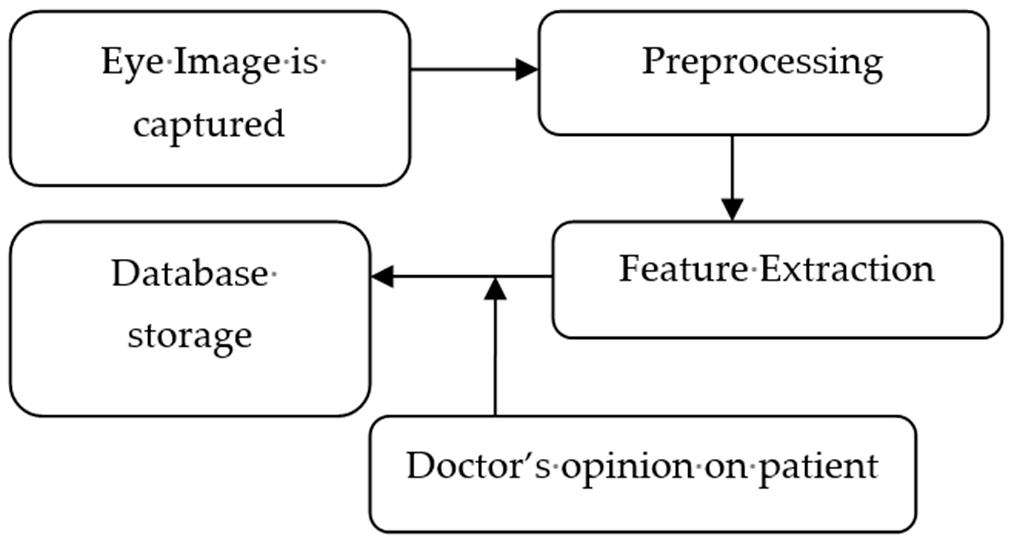 Eye Image is
captured
Preprocessing
Feature Extraction
Database
storage
Doctor’s opinion on patient